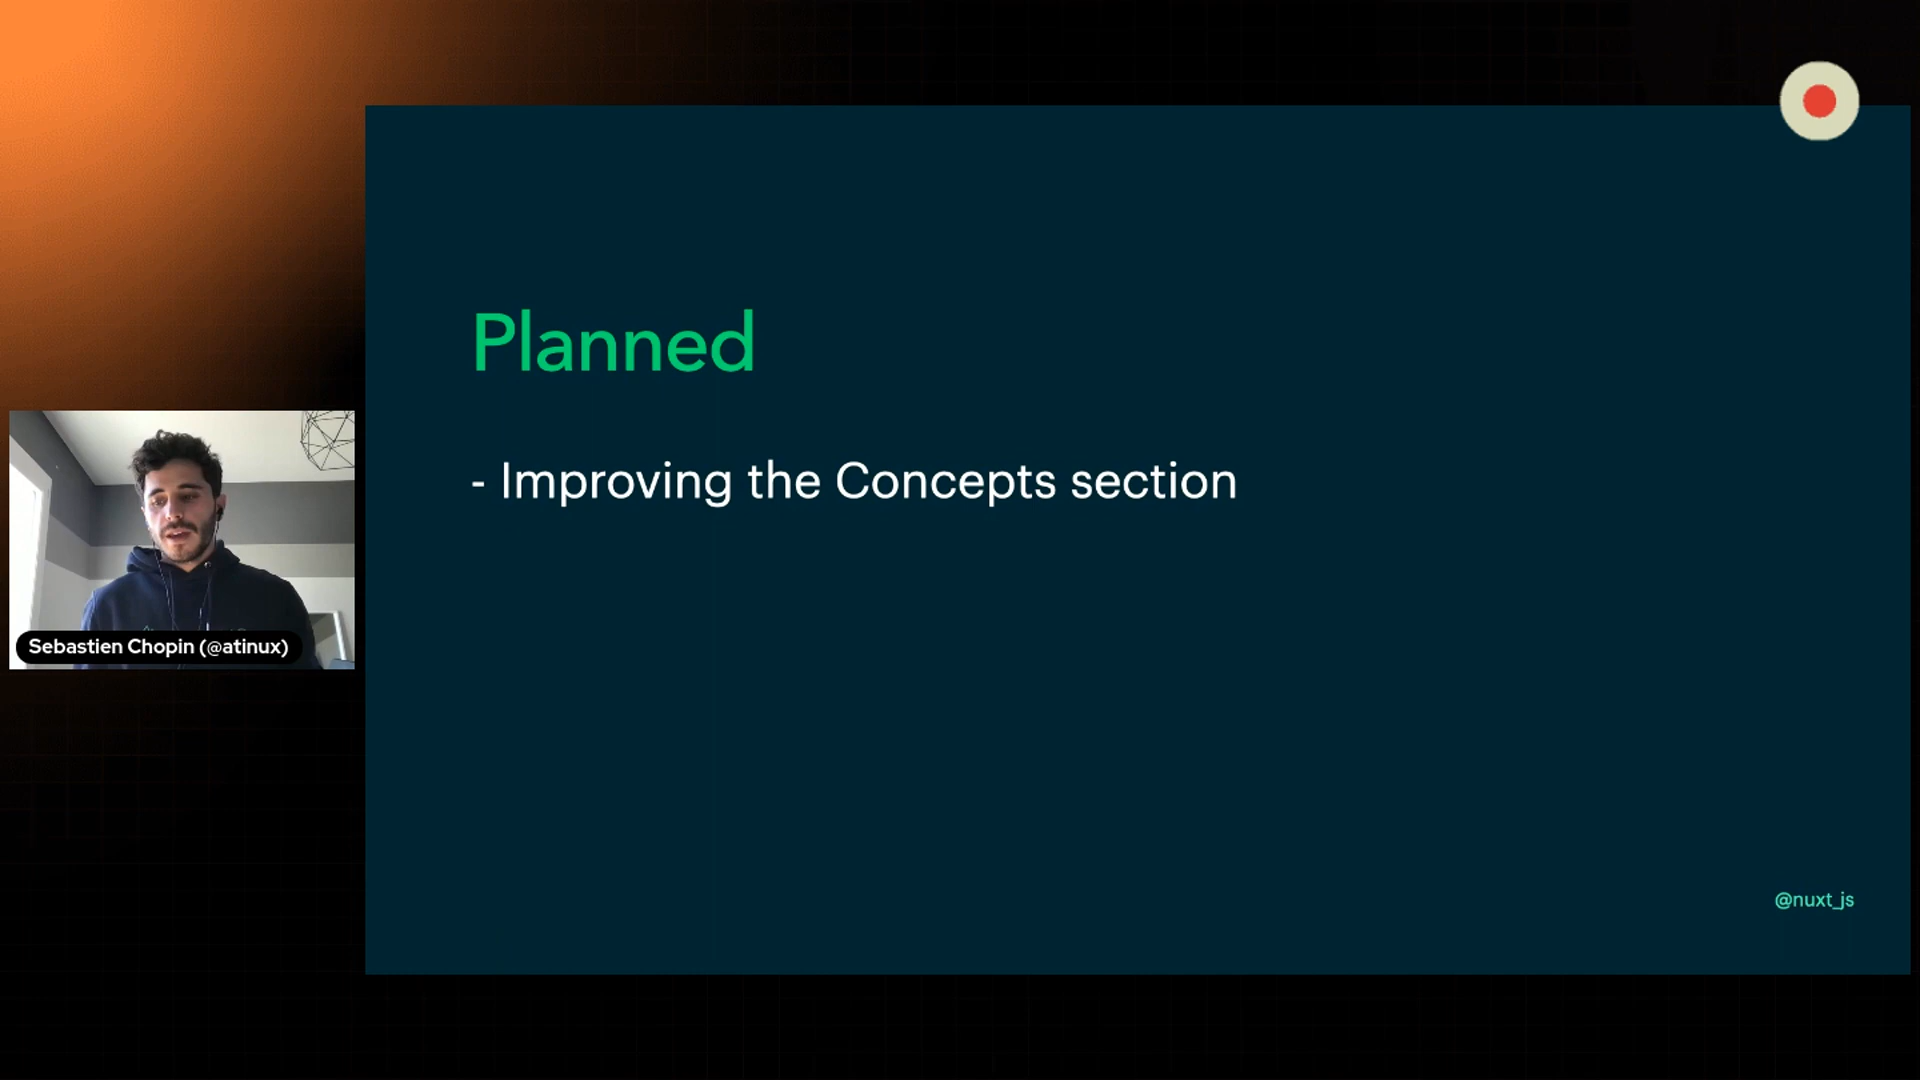 Planned
- Improving the Concepts section
Sebastien Chopin (@atinux)
@nuxt_js